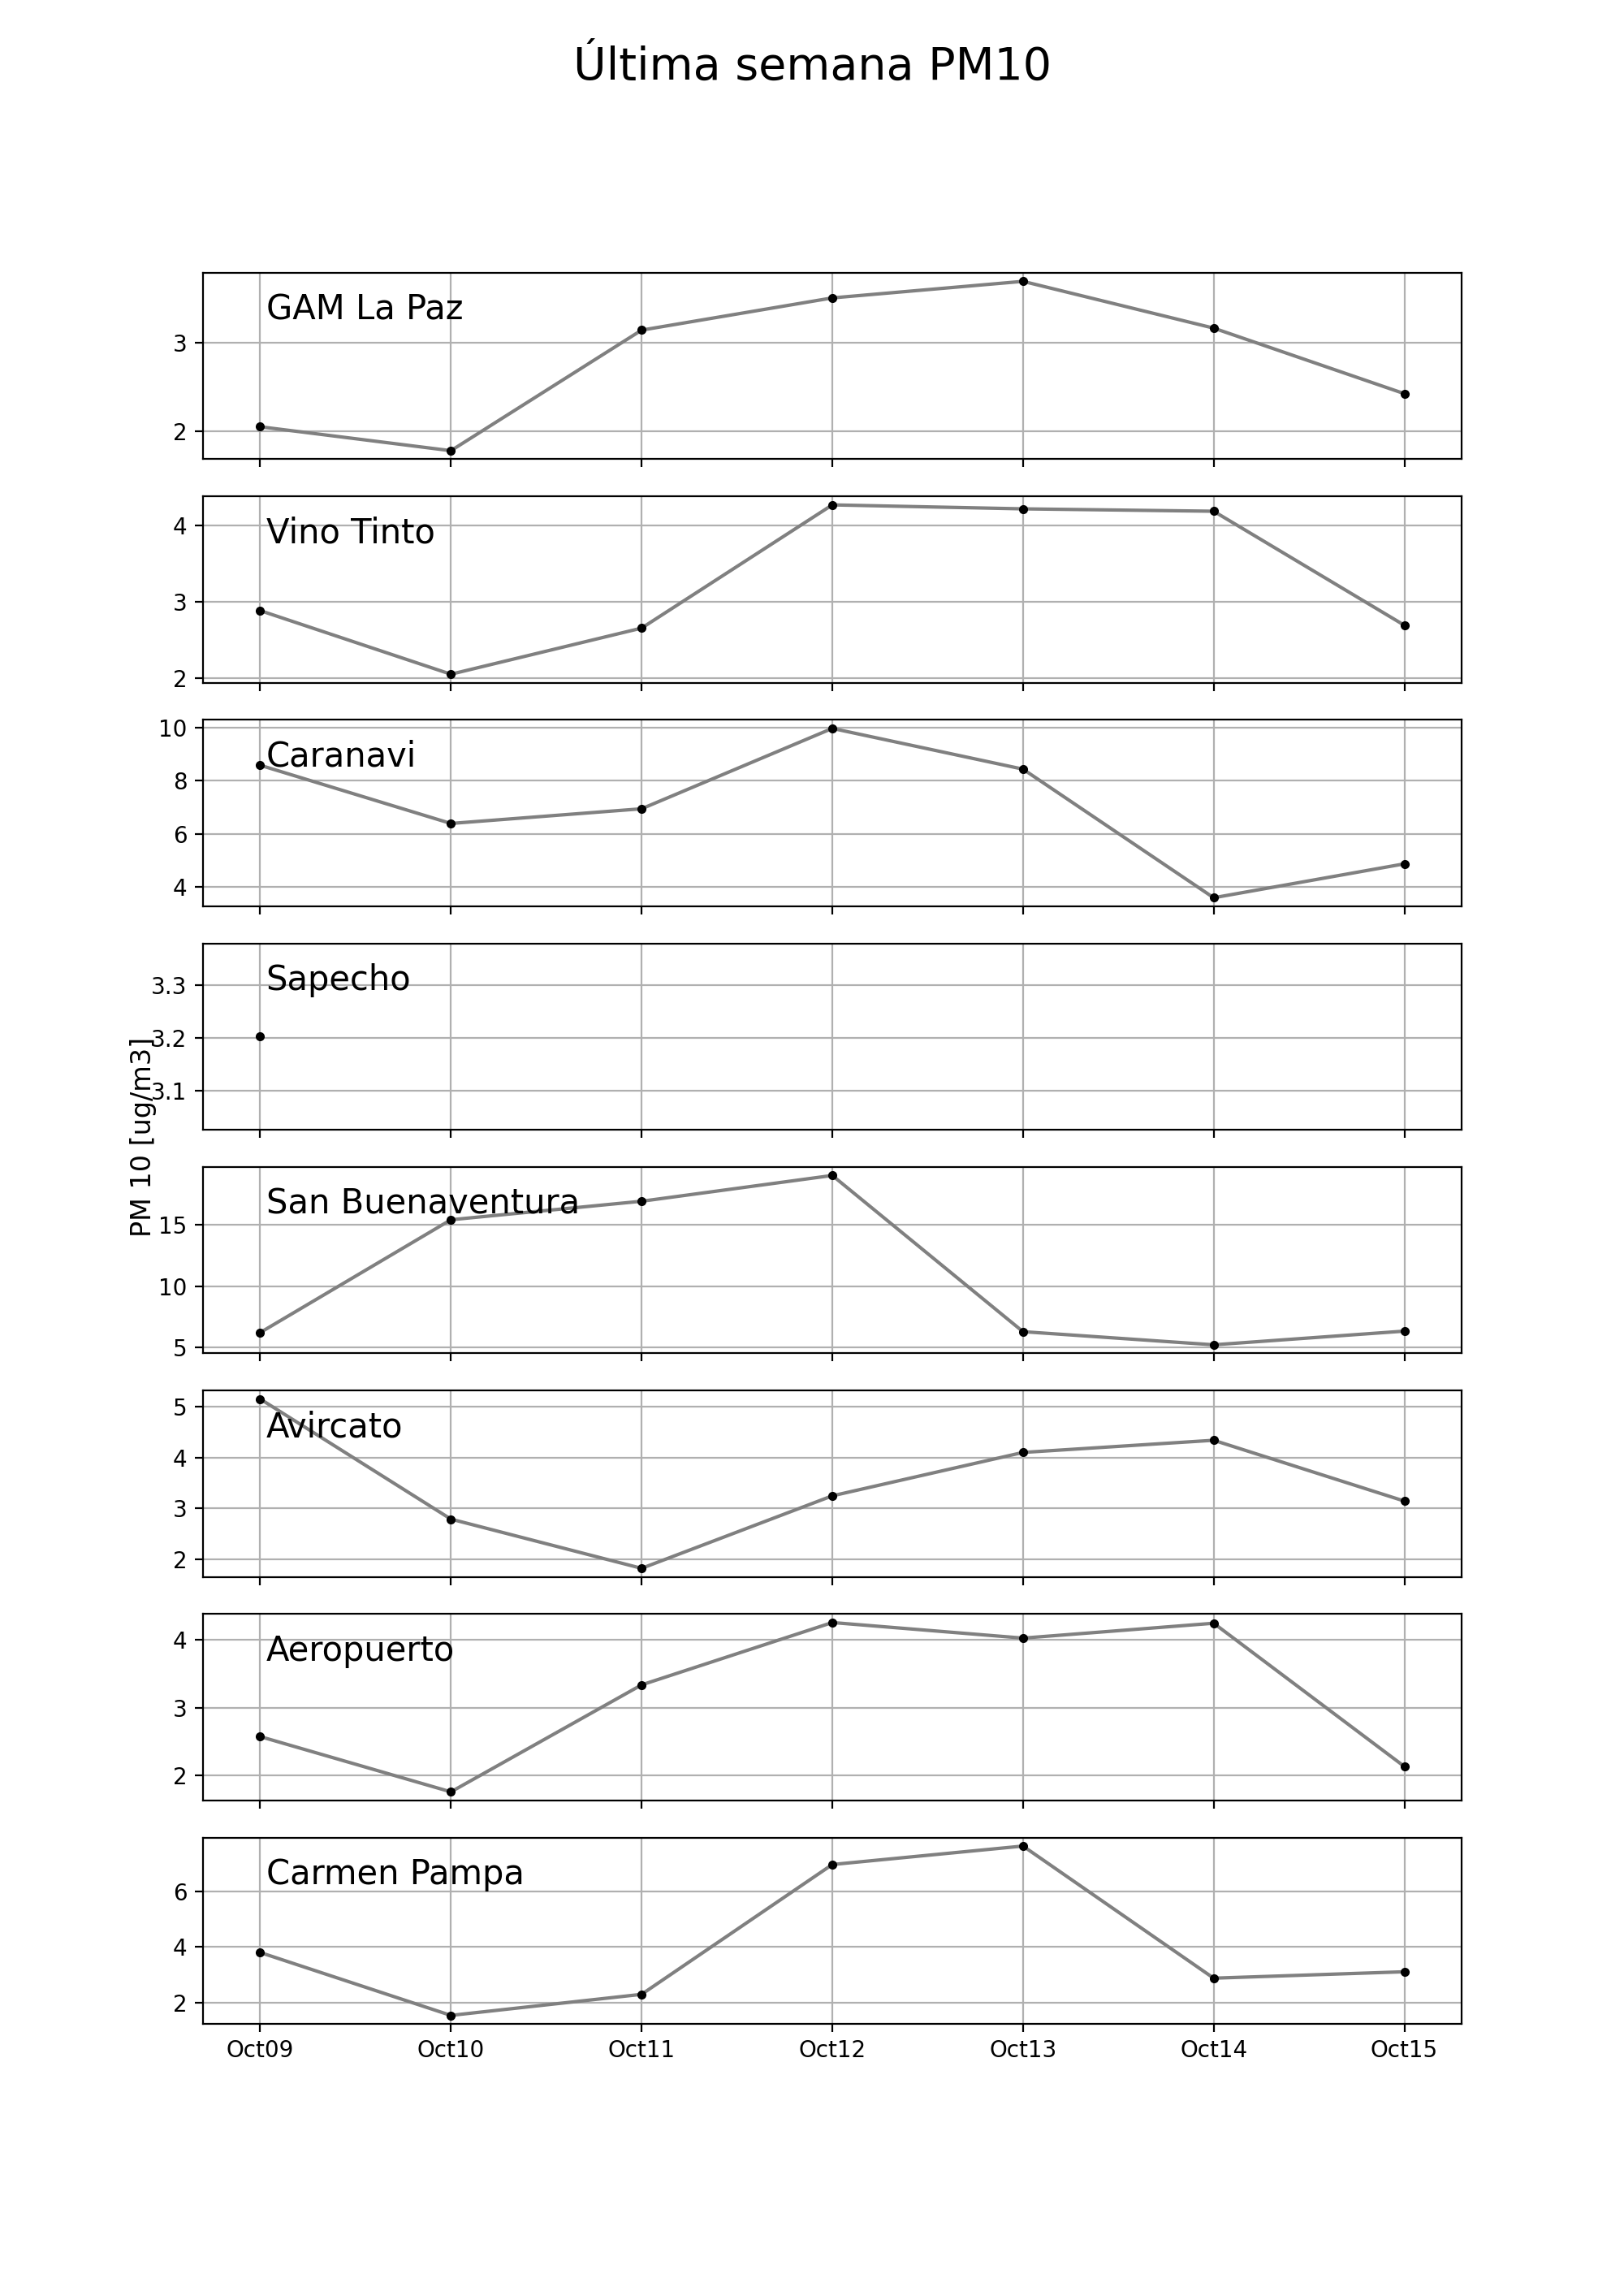 Última semana PM10
GAM La Paz
3
2
Vino Tinto
4
3
2
Caranavi
10
8
6
4
Sapecho
3.3
3.2
3.1
PM 10 [ug/m3]
San Buenaventura
15
10
5
Avircato
5
4
3
2
Aeropuerto
4
3
2
Carmen Pampa
6
4
2
Oct09 Oct10 Oct11 Oct12 Oct13 Oct14 Oct15